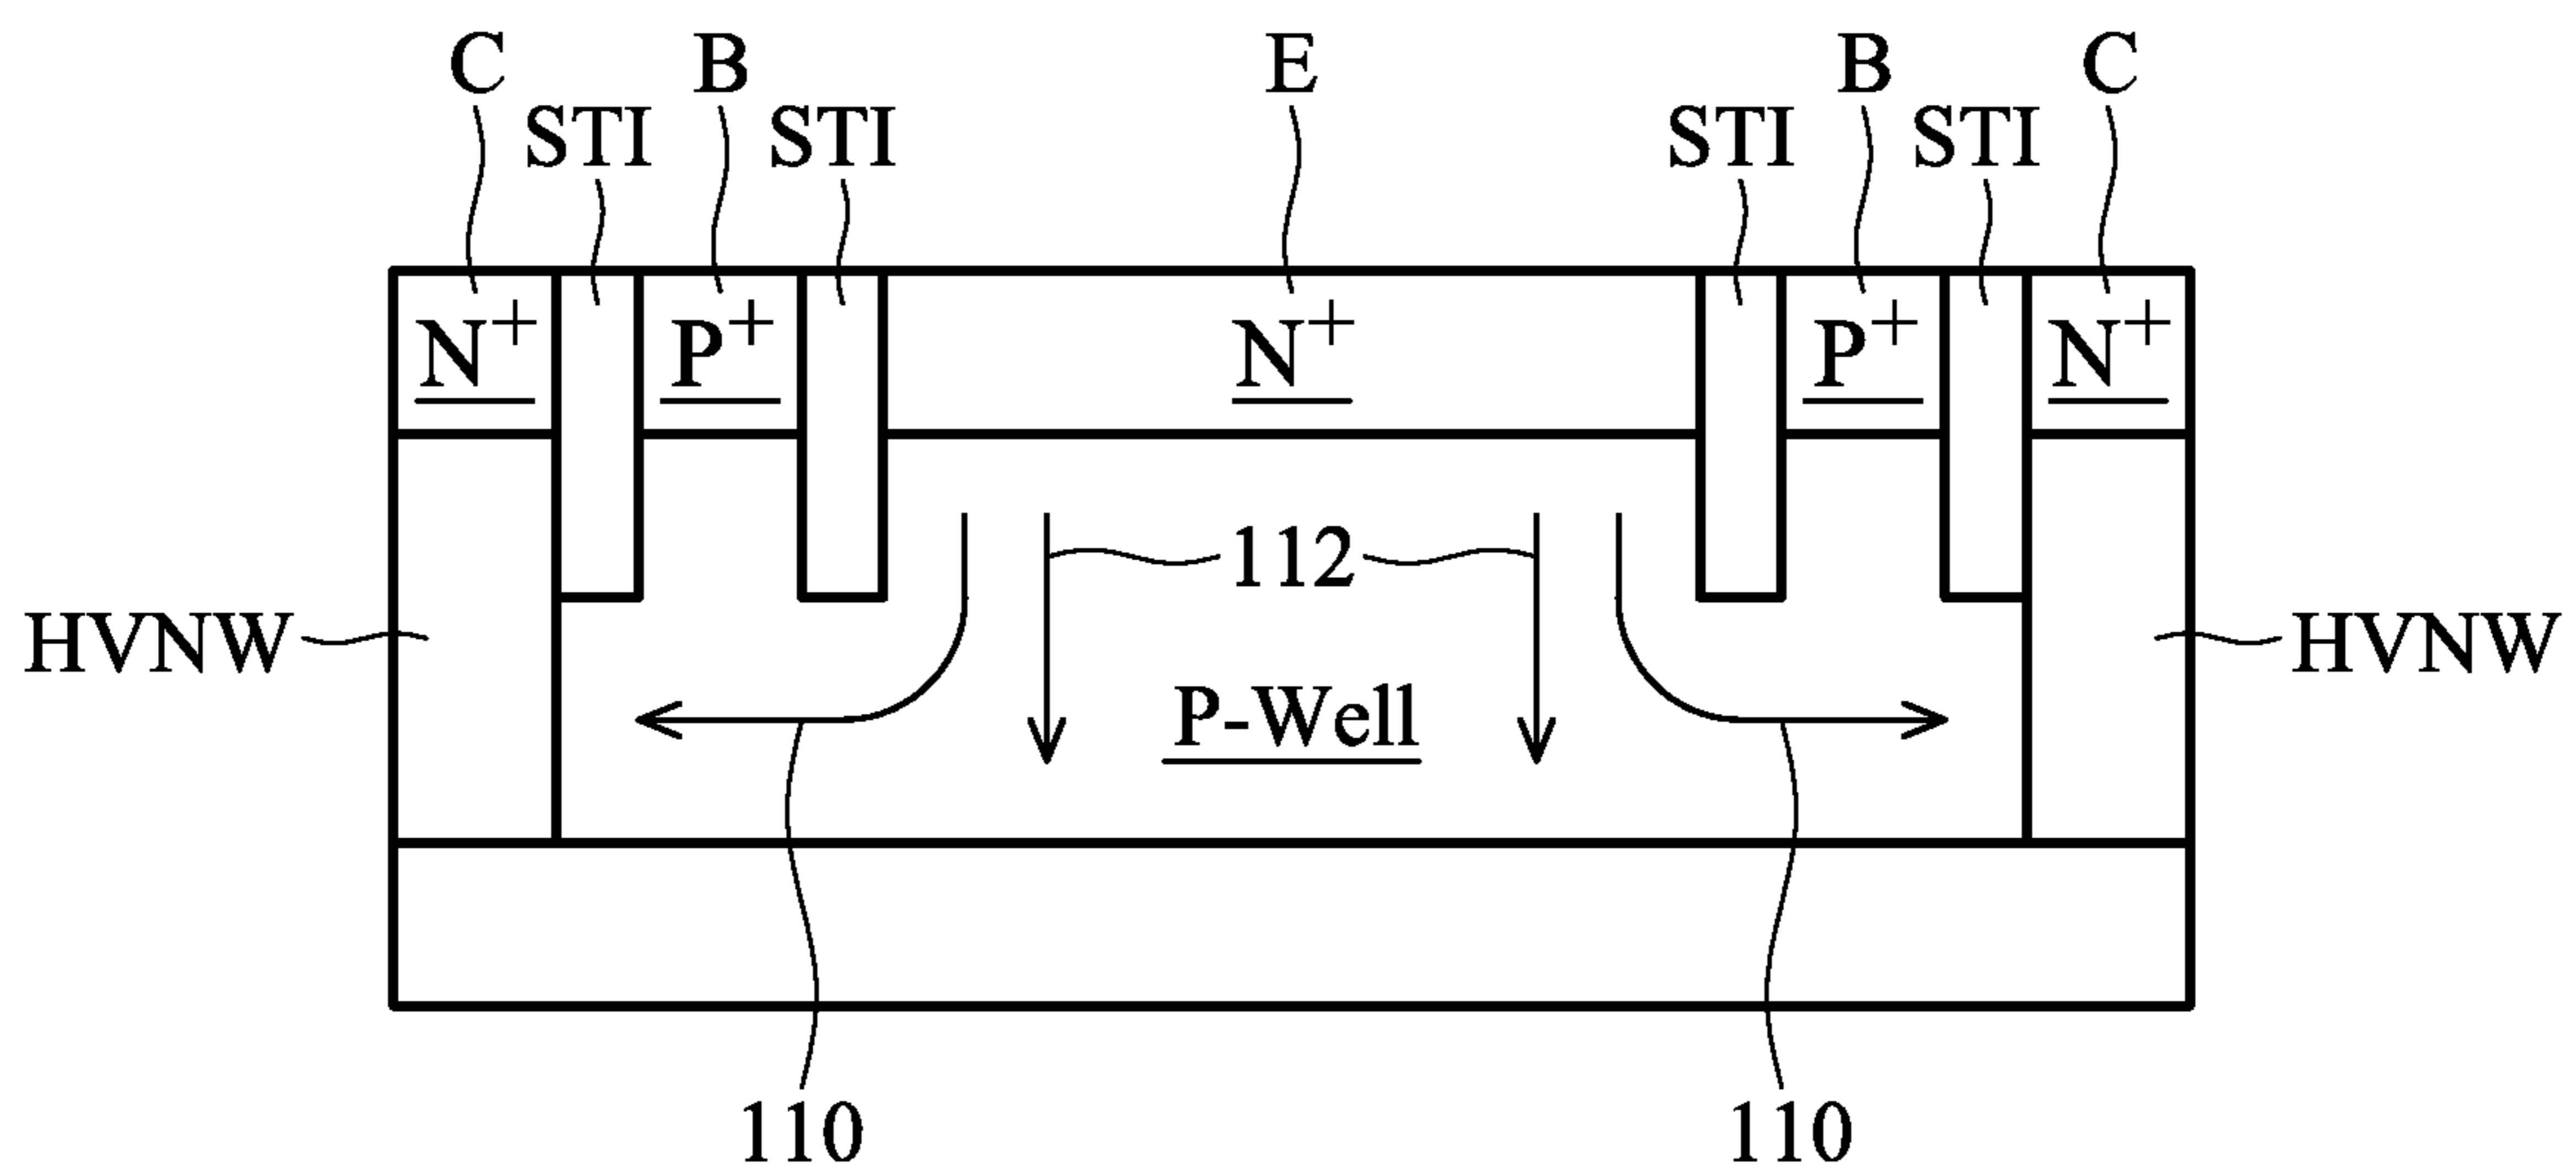 C B E B C
STI STI STI STI
N+ P+ N+ P+ N+
112
HVNW HVNW
P-Well
110 110